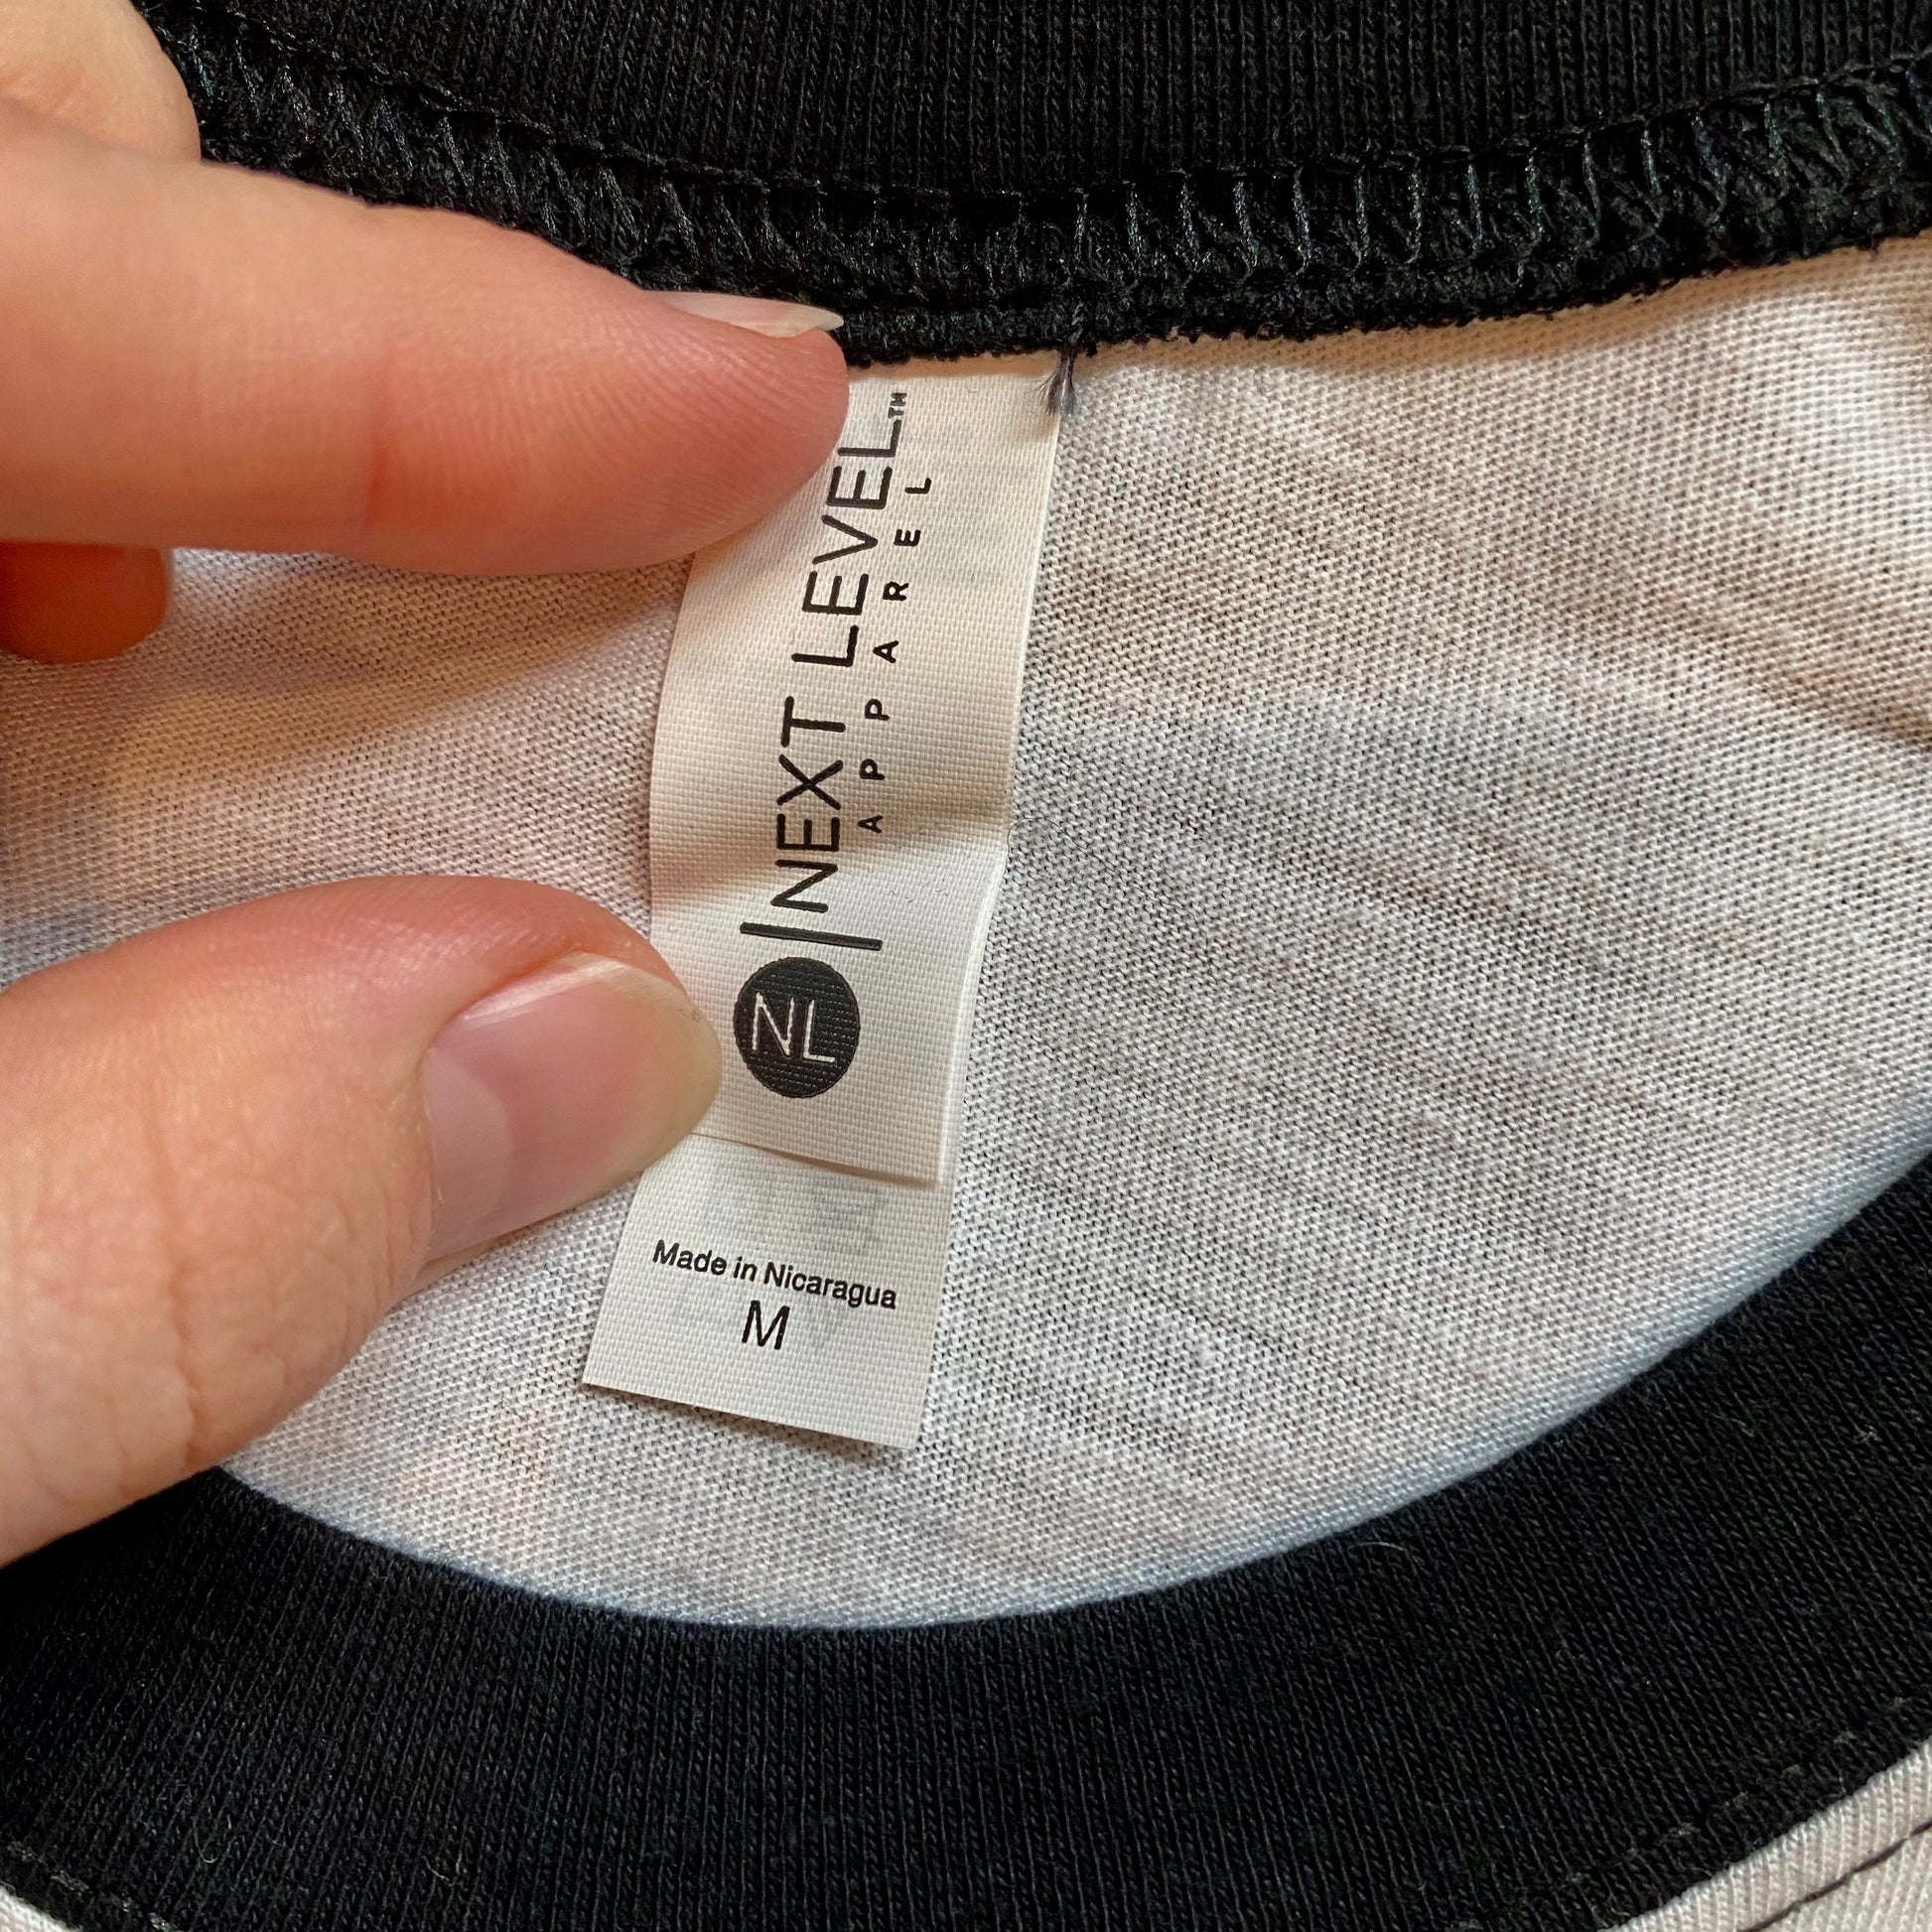 NL | NEXT LEVEL™
APPAREL
Made in Nicaragua
M